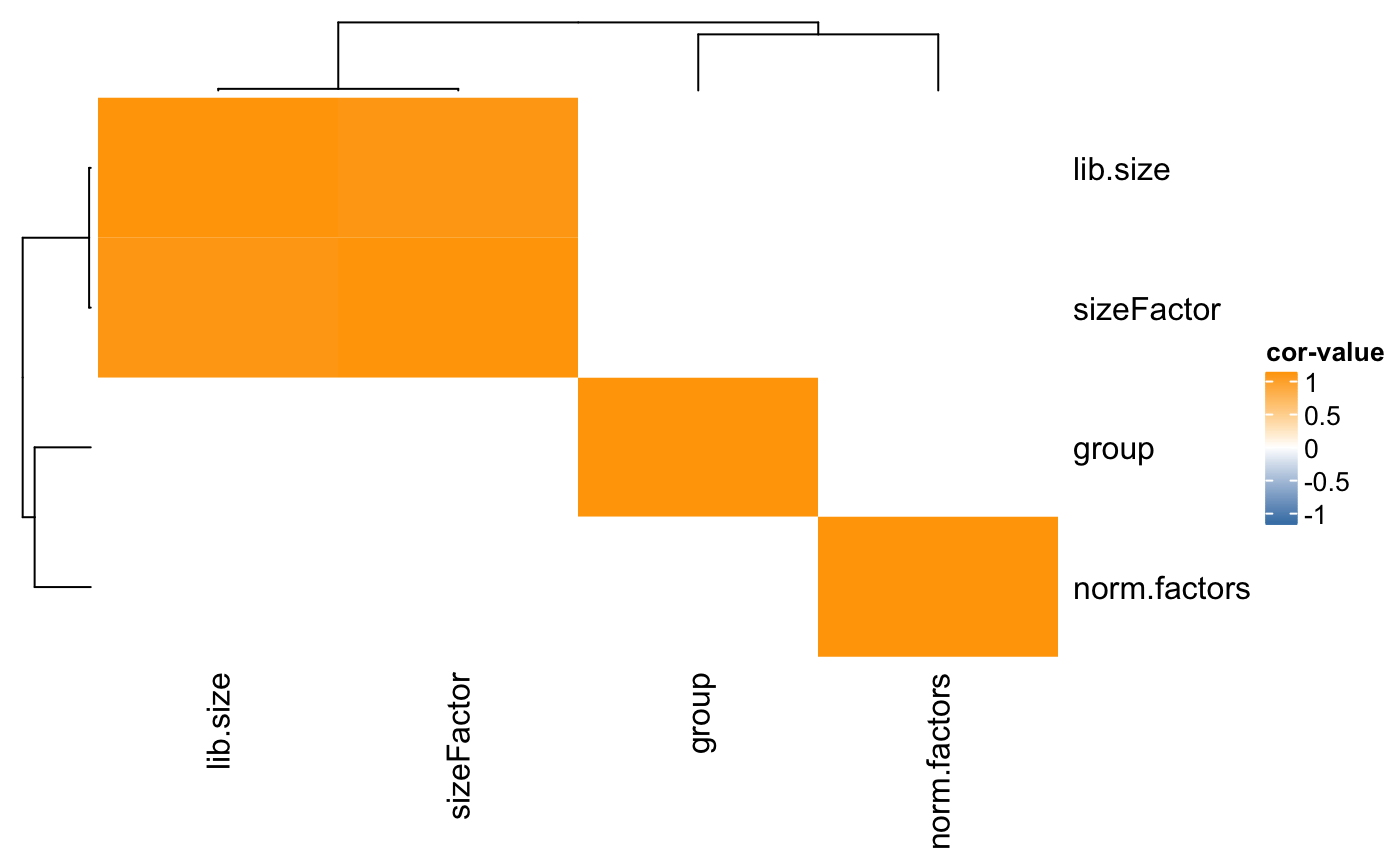 lib.size
sizeFactor
group
norm.factors
cor-value
1
0.5
0
-0.5
-1
lib.size
sizeFactor
group
norm.factors